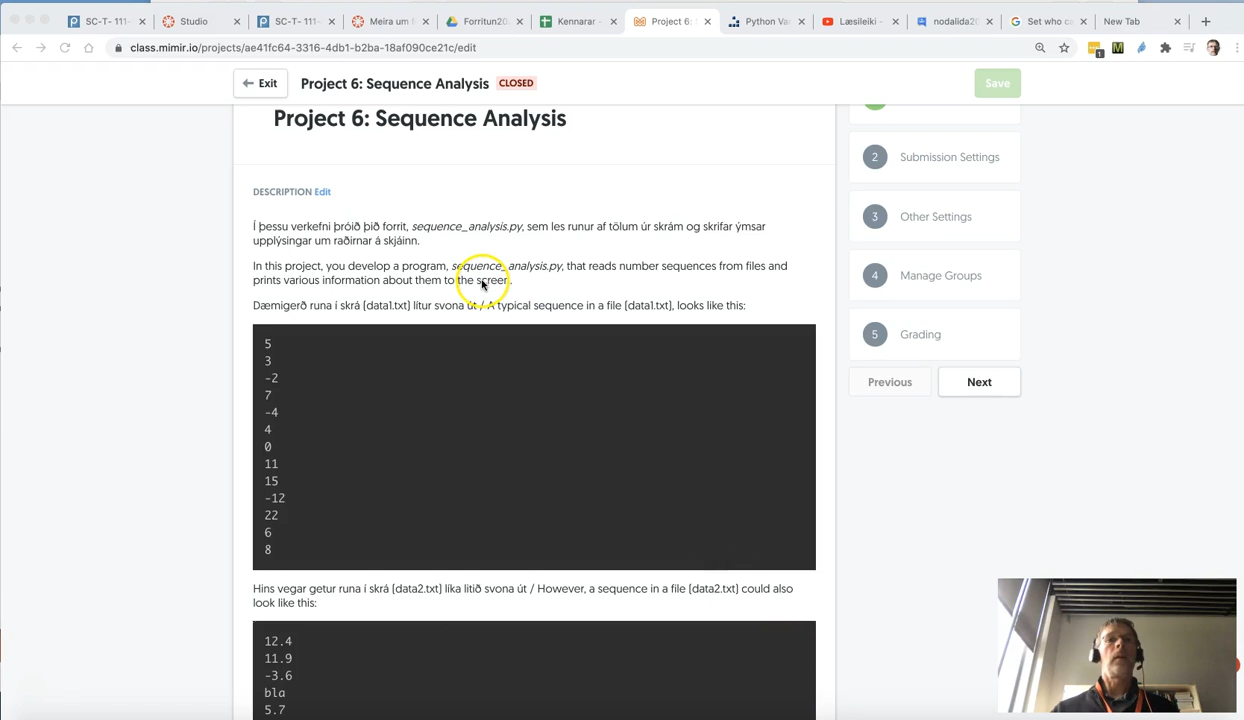 SC-T- 111-
Studio
SC-T- 111-
Meira um f
Forritun20
Kennarar -
Project 6:
Python Va
Læsileiki -
nodalida20
Set who ca
New Tab
class.mimir.io/projects/ae41fc64-3316-4db1-b2ba-18af090ce21c/edit
1
Exit
Project 6: Sequence Analysis
CLOSED
Save
Project 6: Sequence Analysis
DESCRIPTION Edit
Í þessu verkefni þróið þið forrit, sequence_analysis.py, sem les runur af tölum úr skrám og skrifar ýmsar
upplýsingar um raðirnar á skjáinn.
In this project, you develop a program, sequence_analysis.py, that reads number sequences from files and
prints various information about them to the screen.
Dæmigerð runa í skrá (data1.txt) lítur svona út / A typical sequence in a file (data1.txt), looks like this:
5
3
-2
7
-4
4
0
11
15
-12
22
6
8
Hins vegar getur runa í skrá (data2.txt) líka litið svona út / However, a sequence in a file (data2.txt) could also
look like this:
12.4
11.9
-3.6
bla
5.7
2 Submission Settings
3 Other Settings
4 Manage Groups
5 Grading
Previous
Next